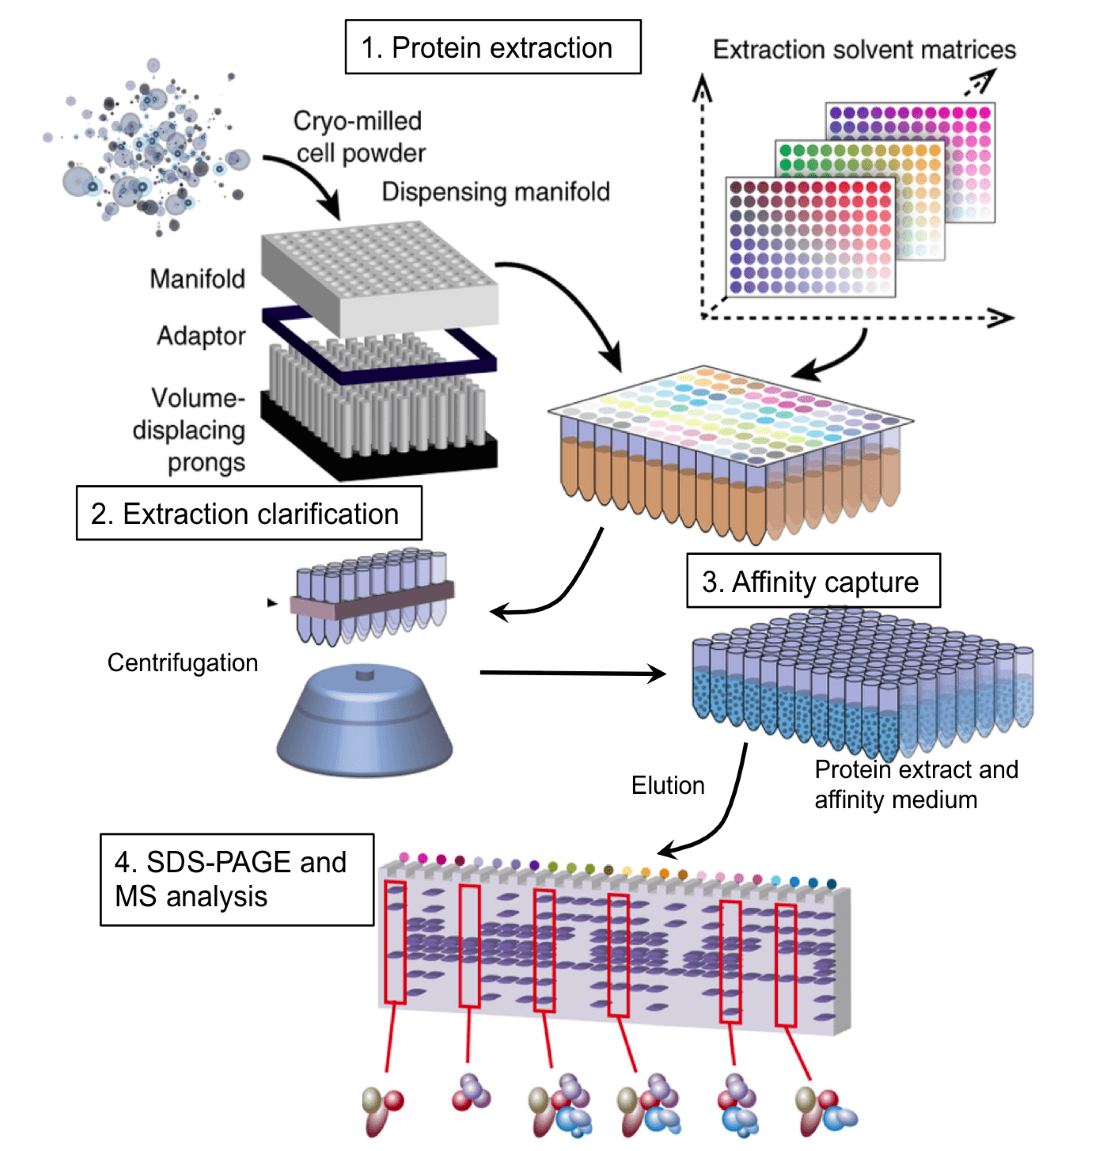 1. Protein extraction
Extraction solvent matrices
Cryo-milled
cell powder
Dispensing manifold
Manifold
Adaptor
Volume-
displacing
prongs
2. Extraction clarification
3. Affinity capture
Centrifugation
Elution
Protein extract and
affinity medium
4. SDS-PAGE and
MS analysis